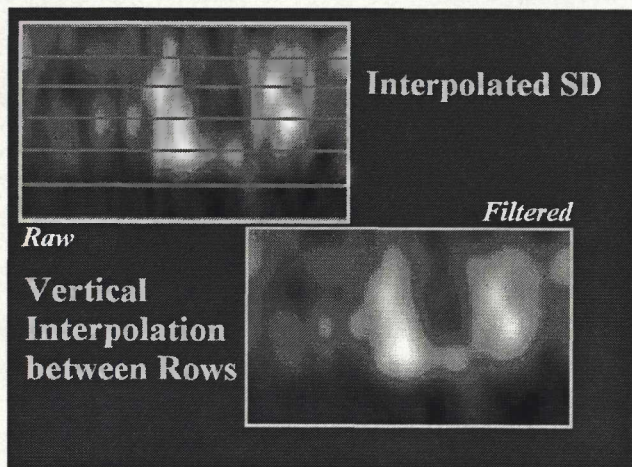 Interpolated SD
Filtered
Raw
Vertical
Interpolation
between Rows